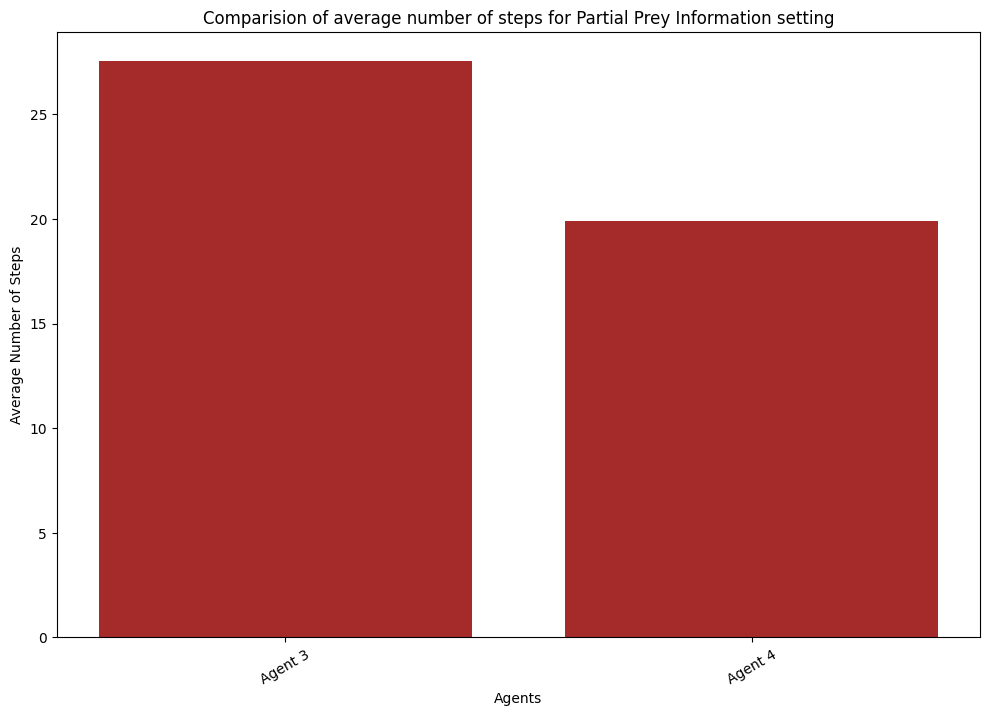 Comparision of average number of steps for Partial Prey Information setting
25
20
15
10
5
0
Average Number of Steps
Agent 3
Agent 4
Agents